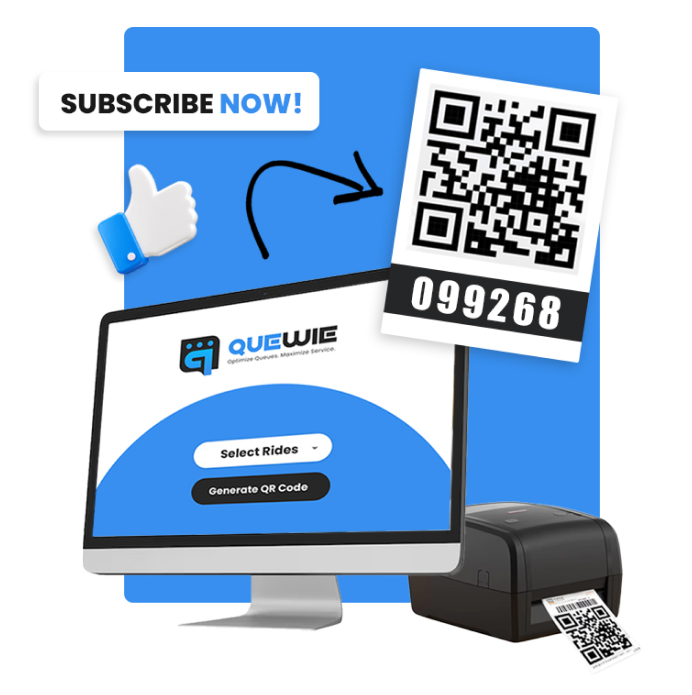 SUBSCRIBE NOW!
099268
QUEWIE
Optimize Queues. Maximize Service.
Select Rides
Generate QR Code